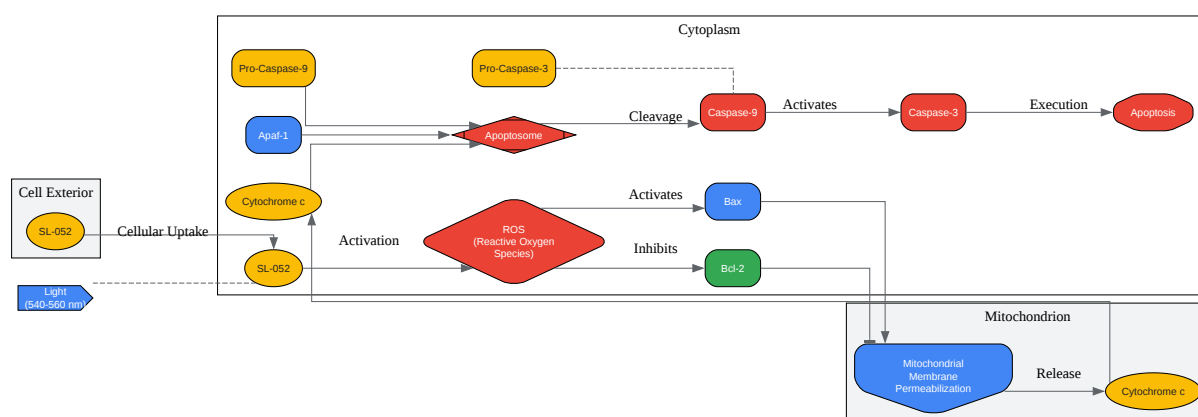 Cytoplasm
Pro-Caspase-9
Pro-Caspase-3
Caspase-9
Activates
Caspase-3
Execution
Apoptosis
Cleavage
Apaf-1
Apoptosome
Cell Exterior
SL-052
Cellular Uptake
Cytochrome c
SL-052
Activation
ROS
(Reactive Oxygen
Species)
Activates
Bax
Inhibits
Bcl-2
Light
(540-560 nm)
Mitochondrion
Mitochondrial
Membrane
Permeabilization
Release
Cytochrome c